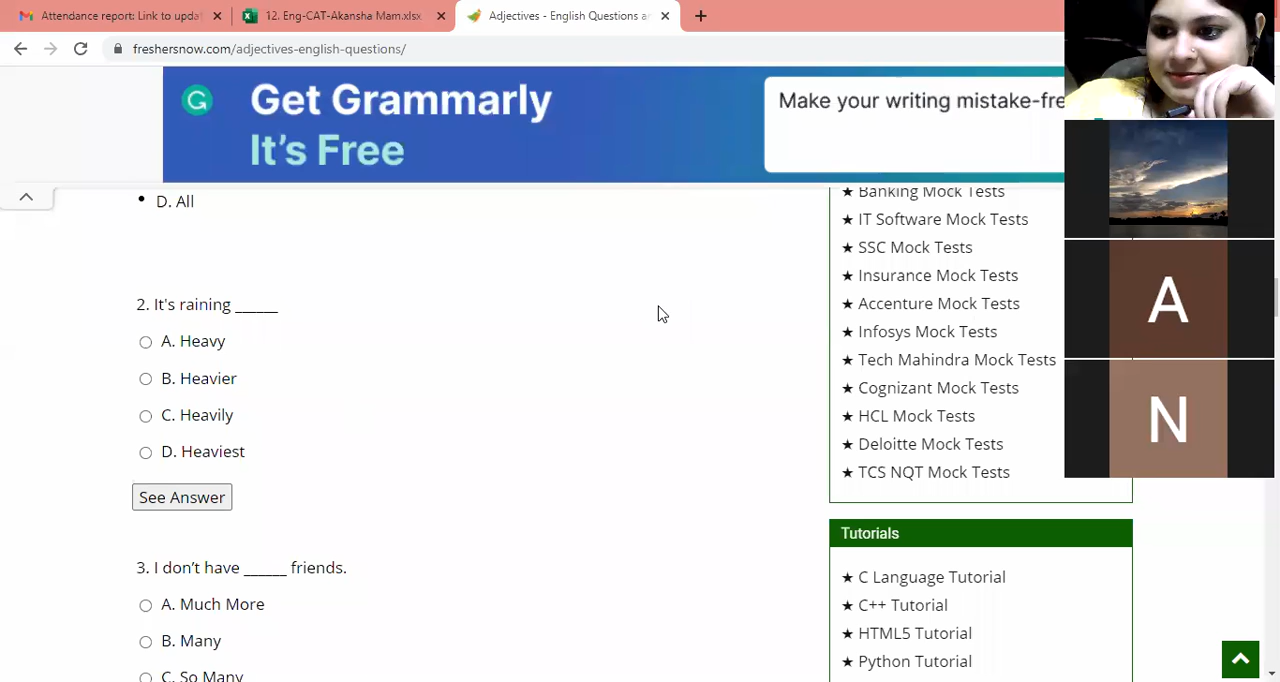 Attendance report: Link to updat
12. Eng-CAT-Akansha Mam.xlsx
Adjectives - English Questions a
freshersnow.com/adjectives-english-questions/
Get Grammarly
It's Free
Make your writing mistake-fre
D. All
2. It's raining ______
A. Heavy
B. Heavier
C. Heavily
D. Heaviest
See Answer
3. I don't have ______ friends.
A. Much More
B. Many
C. So Many
★ Banking Mock Tests
★ IT Software Mock Tests
★ SSC Mock Tests
★ Insurance Mock Tests
★ Accenture Mock Tests
★ Infosys Mock Tests
★ Tech Mahindra Mock Tests
★ Cognizant Mock Tests
★ HCL Mock Tests
★ Deloitte Mock Tests
★ TCS NQT Mock Tests
Tutorials
★ C Language Tutorial
★ C++ Tutorial
★ HTML5 Tutorial
★ Python Tutorial
A
N